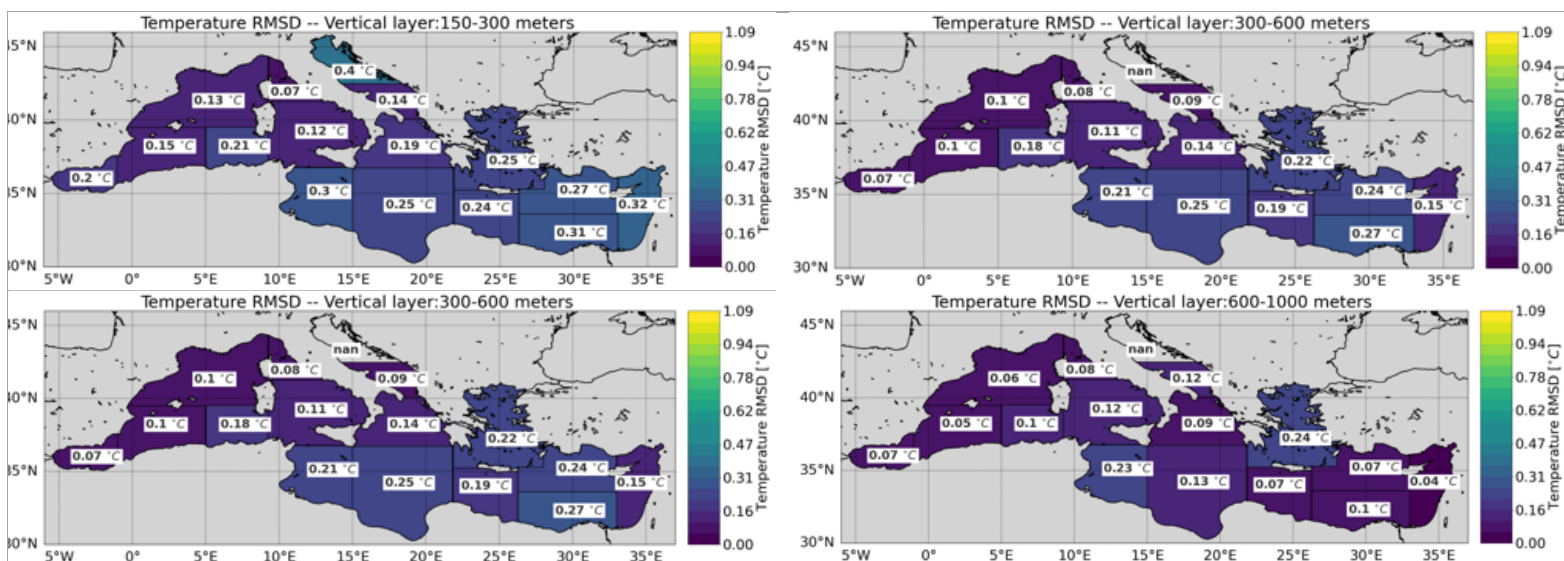 Temperature RMSD -- Vertical layer:150-300 meters
45°N
40°N
35°N
30°N
5°W 0° 5°E 10°E 15°E 20°E 25°E 30°E 35°E
0.4 °C
0.07 °C
0.13 °C
0.14 °C
0.12 °C
0.15 °C
0.21 °C
0.19 °C
0.25 °C
0.2 °C
0.3 °C
0.27 °C
0.25 °C
0.24 °C
0.32 °C
0.31 °C
1.09
0.94
0.78
0.62
0.47
0.31
0.16
0.00
Temperature RMSD [°C]
Temperature RMSD -- Vertical layer:300-600 meters
45°N
40°N
35°N
30°N
5°W 0° 5°E 10°E 15°E 20°E 25°E 30°E 35°E
nan
0.08 °C
0.1 °C
0.09 °C
0.11 °C
0.1 °C
0.18 °C
0.14 °C
0.22 °C
0.07 °C
0.21 °C
0.24 °C
0.25 °C
0.19 °C
0.15 °C
0.27 °C
1.09
0.94
0.78
0.62
0.47
0.31
0.16
0.00
Temperature RMSD [°C]
Temperature RMSD -- Vertical layer:300-600 meters
45°N
40°N
35°N
30°N
5°W 0° 5°E 10°E 15°E 20°E 25°E 30°E 35°E
nan
0.08 °C
0.1 °C
0.09 °C
0.11 °C
0.1 °C
0.18 °C
0.14 °C
0.22 °C
0.07 °C
0.21 °C
0.24 °C
0.25 °C
0.19 °C
0.15 °C
0.27 °C
1.09
0.94
0.78
0.62
0.47
0.31
0.16
0.00
Temperature RMSD [°C]
Temperature RMSD -- Vertical layer:600-1000 meters
45°N
40°N
35°N
30°N
5°W 0° 5°E 10°E 15°E 20°E 25°E 30°E 35°E
nan
0.08 °C
0.06 °C
0.12 °C
0.12 °C
0.05 °C
0.1 °C
0.09 °C
0.24 °C
0.07 °C
0.23 °C
0.07 °C
0.13 °C
0.07 °C
0.04 °C
0.1 °C
1.09
0.94
0.78
0.62
0.47
0.31
0.16
0.00
Temperature RMSD [°C]